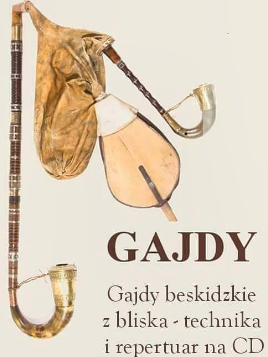 GAJDY
Gajdy beskidzkie
z bliska - technika
i repertuar na CD